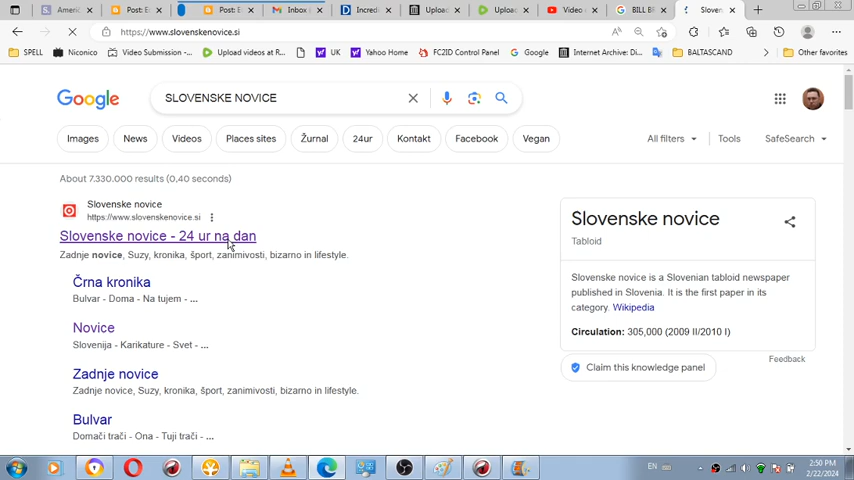 Americ
Post: E
Post: E
Inbox
Incred
Upload
Upload
Video
BILL B
Sloven
https://www.slovenskenovice.si
SPELL
Niconico
Video Submission -...
Upload videos at R...
UK
Yahoo Home
FC2ID Control Panel
Google
Internet Archive: Di...
BALTASCAND
Other favorites
Google
SLOVENSKE NOVICE
Images
News
Videos
Places sites
Žurnal
24ur
Kontakt
Facebook
Vegan
All filters
Tools
SafeSearch
About 7.330.000 results (0,40 seconds)
Slovenske novice
https://www.slovenskenovice.si
Slovenske novice - 24 ur na dan
Zadnje novice, Suzy, kronika, šport, zanimivosti, bizarno in lifestyle.
Črna kronika
Bulvar - Doma - Na tujem - ...
Novice
Slovenija - Karikature - Svet - ...
Zadnje novice
Zadnje novice, Suzy, kronika, šport, zanimivosti, bizarno in lifestyle.
Bulvar
Domači trači - Ona - Tuji trači - ...
Slovenske novice
Tabloid
Slovenske novice is a Slovenian tabloid newspaper
published in Slovenia. It is the first paper in its
category. Wikipedia
Circulation: 305,000 (2009 II/2010 I)
Feedback
Claim this knowledge panel
EN
2:50 PM
2/22/2024